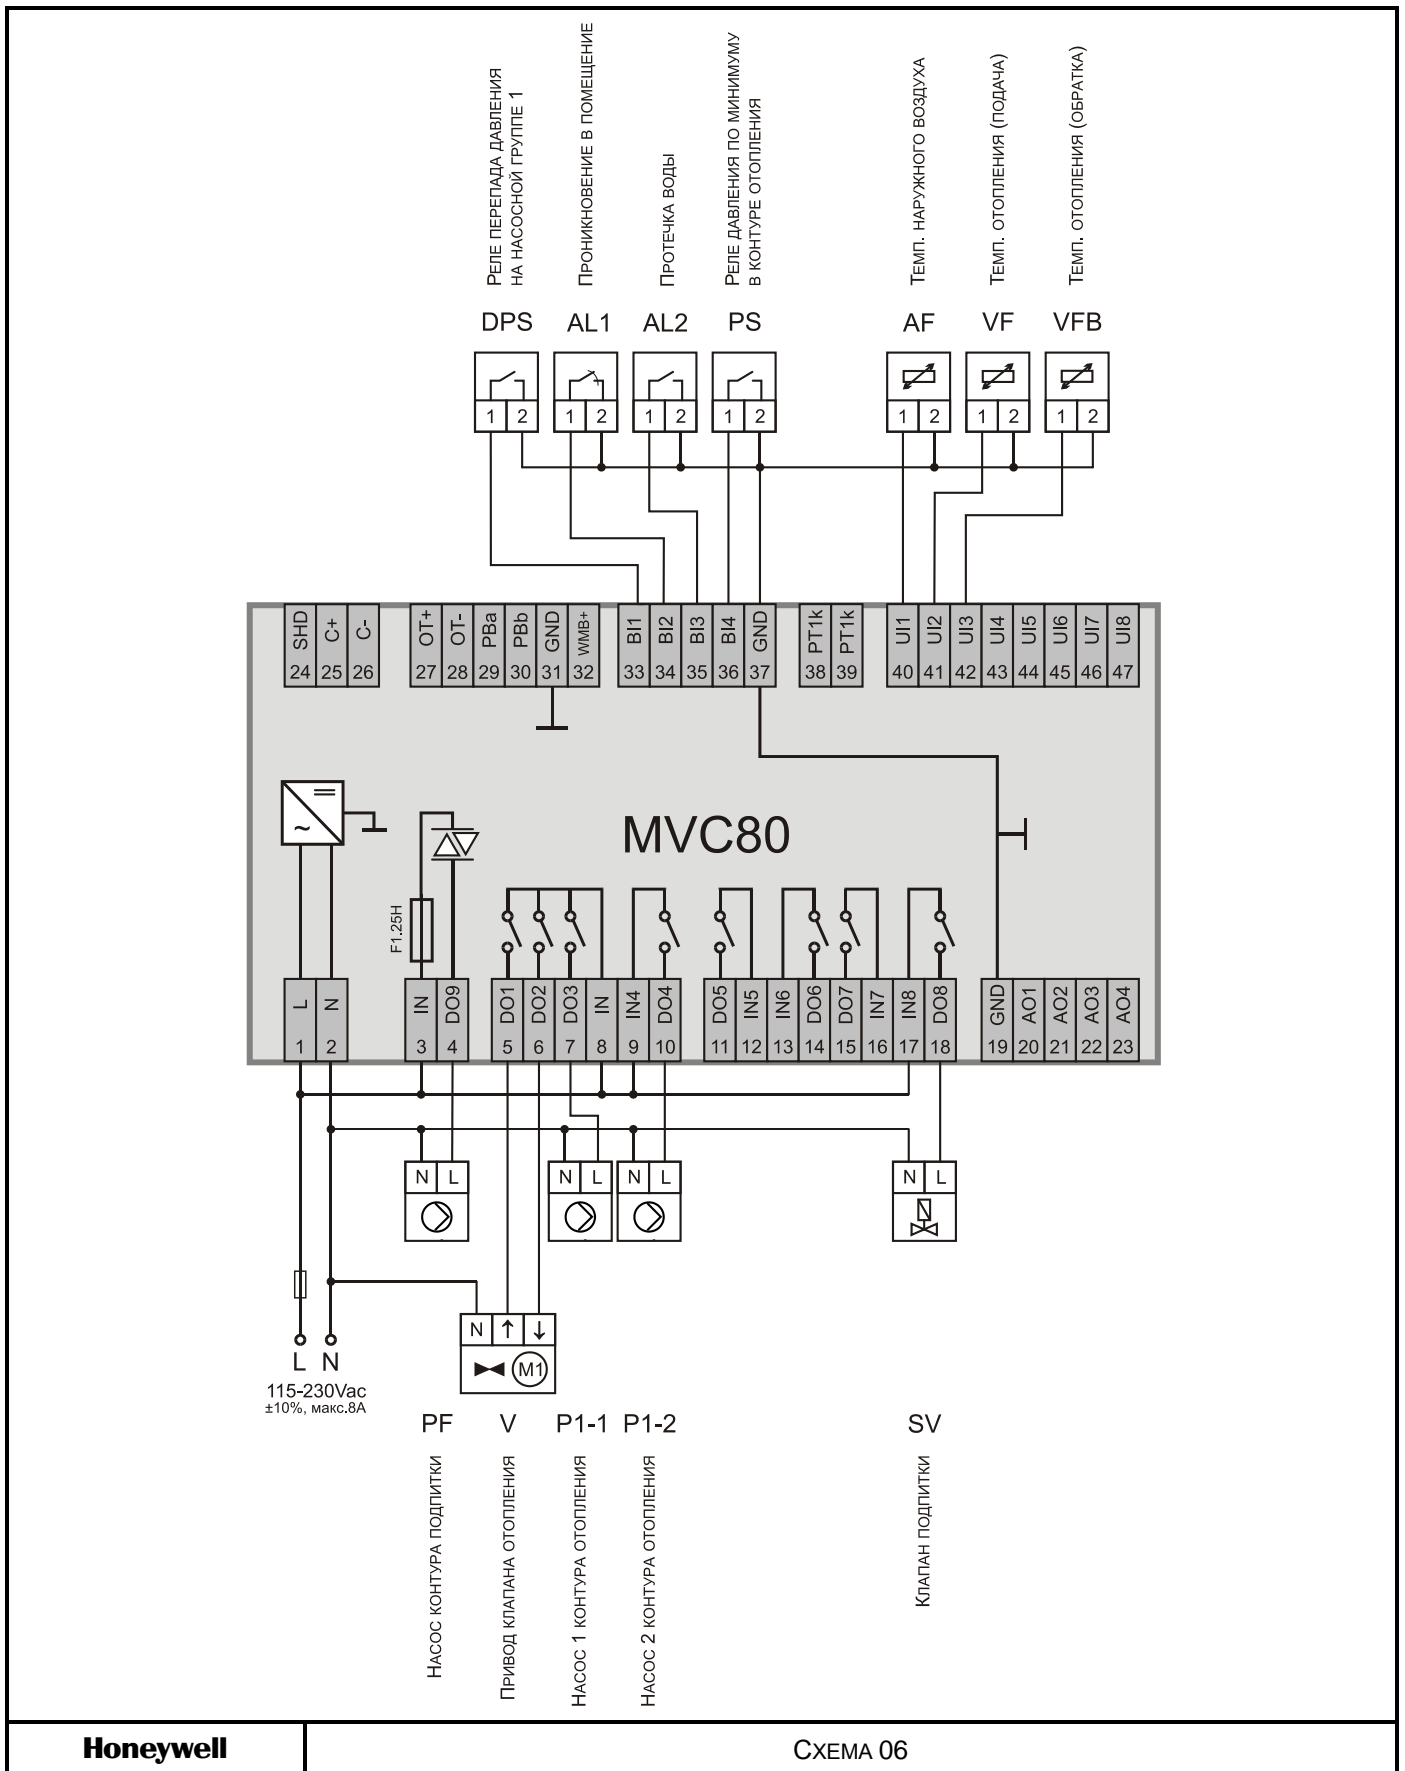 Реле перепада давления
на насосной группе 1
Проникновение в помещение
Протечка воды
Реле давления по минимуму
в контуре отопления
Темп. наружного воздуха
Темп. отопления (подача)
Темп. отопления (обратка)
DPS AL1 AL2 PS AF VF VFB
1 2 1 2 1 2 1 2 1 2 1 2 1 2
SHD C+ C- OT+ OT- PBa PBb GND WMB+ BI1 BI2 BI3 BI4 GND PT1k PT1k UI1 UI2 UI3 UI4 UI5 UI6 UI7 UI8
24 25 26 27 28 29 30 31 32 33 34 35 36 37 38 39 40 41 42 43 44 45 46 47
MVC80
F1.25H
L N IN DO9 DO1 DO2 DO3 IN IN4 DO4 DO5 IN5 IN6 DO6 DO7 IN7 IN8 DO8 GND AO1 AO2 AO3 AO4
1 2 3 4 5 6 7 8 9 10 11 12 13 14 15 16 17 18 19 20 21 22 23
N L N L N L N L
N ↑ ↓
M1
L N
115-230Vac
±10%, макс.8А
PF V P1-1 P1-2 SV
Насос контура подпитки
Привод клапана отопления
Насос 1 контура отопления
Насос 2 контура отопления
Клапан подпитки
Honeywell
Схема 06